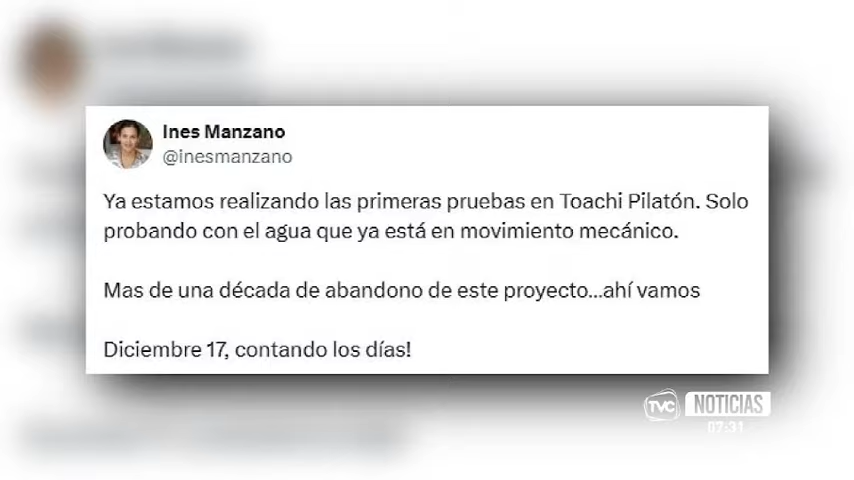 Ines Manzano
@inesmanzano
Ya estamos realizando las primeras pruebas en Toachi Pilatón. Solo
probando con el agua que ya está en movimiento mecánico.
Mas de una década de abandono de este proyecto...ahí vamos
Diciembre 17, contando los días!
TVC NOTICIAS
07:31